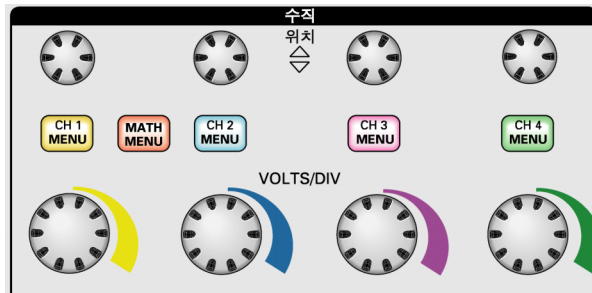 수직
위치
CH 1
MENU
MATH
MENU
CH 2
MENU
CH 3
MENU
CH 4
MENU
VOLTS/DIV